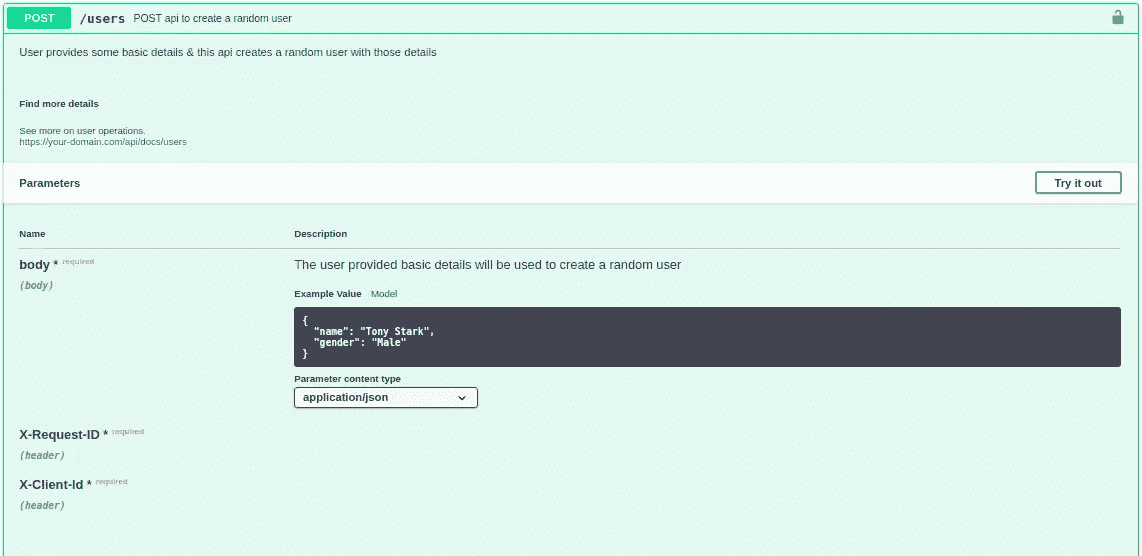 POST /users POST api to create a random user
User provides some basic details & this api creates a random user with those details
Find more details
See more on user operations.
https://your-domain.com/api/docs/users
Parameters Try it out
Name Description
body * required The user provided basic details will be used to create a random user
(body)
Example Value Model
{
"name": "Tony Stark",
"gender": "Male"
}
Parameter content type
application/json
X-Request-ID * required
(header)
X-Client-Id * required
(header)